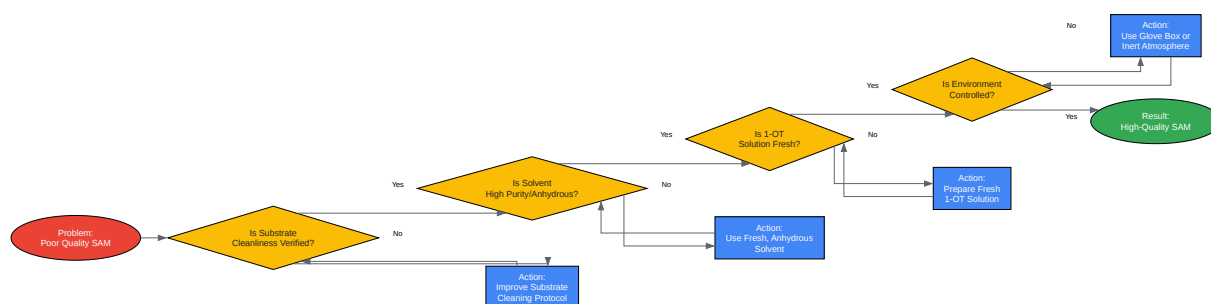 Problem:
Poor Quality SAM
Is Substrate
Cleanliness Verified?
No
Action:
Improve Substrate
Cleaning Protocol
Yes
Is Solvent
High Purity/Anhydrous?
No
Action:
Use Fresh, Anhydrous
Solvent
Yes
Is 1-OT
Solution Fresh?
No
Action:
Prepare Fresh
1-OT Solution
Yes
Is Environment
Controlled?
No
Action:
Use Glove Box or
Inert Atmosphere
Yes
Result:
High-Quality SAM